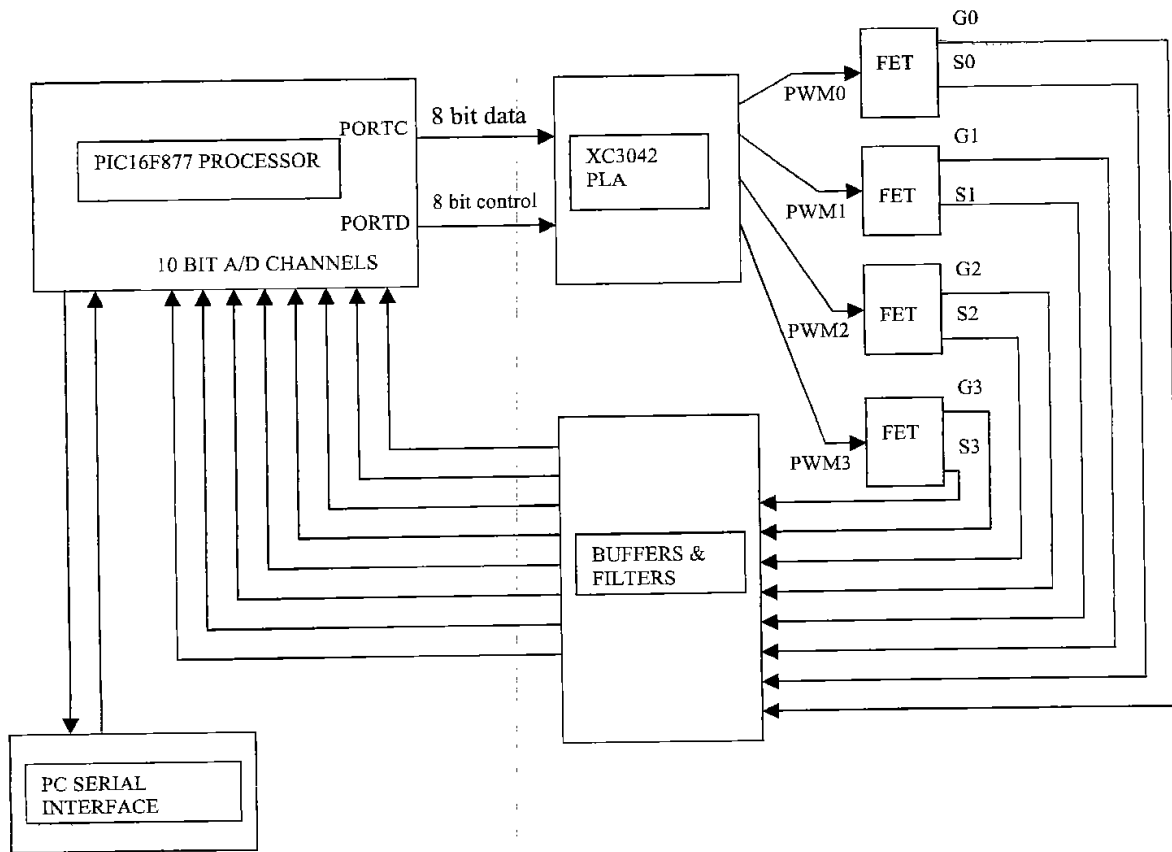 G0
FET
S0
PWM0
PORTC
8 bit data
PIC16F877 PROCESSOR
XC3042
PLA
G1
FET
S1
PWM1
8 bit control
PORTD
10 BIT A/D CHANNELS
G2
FET
S2
PWM2
G3
FET
S3
PWM3
BUFFERS &
FILTERS
PC SERIAL
INTERFACE